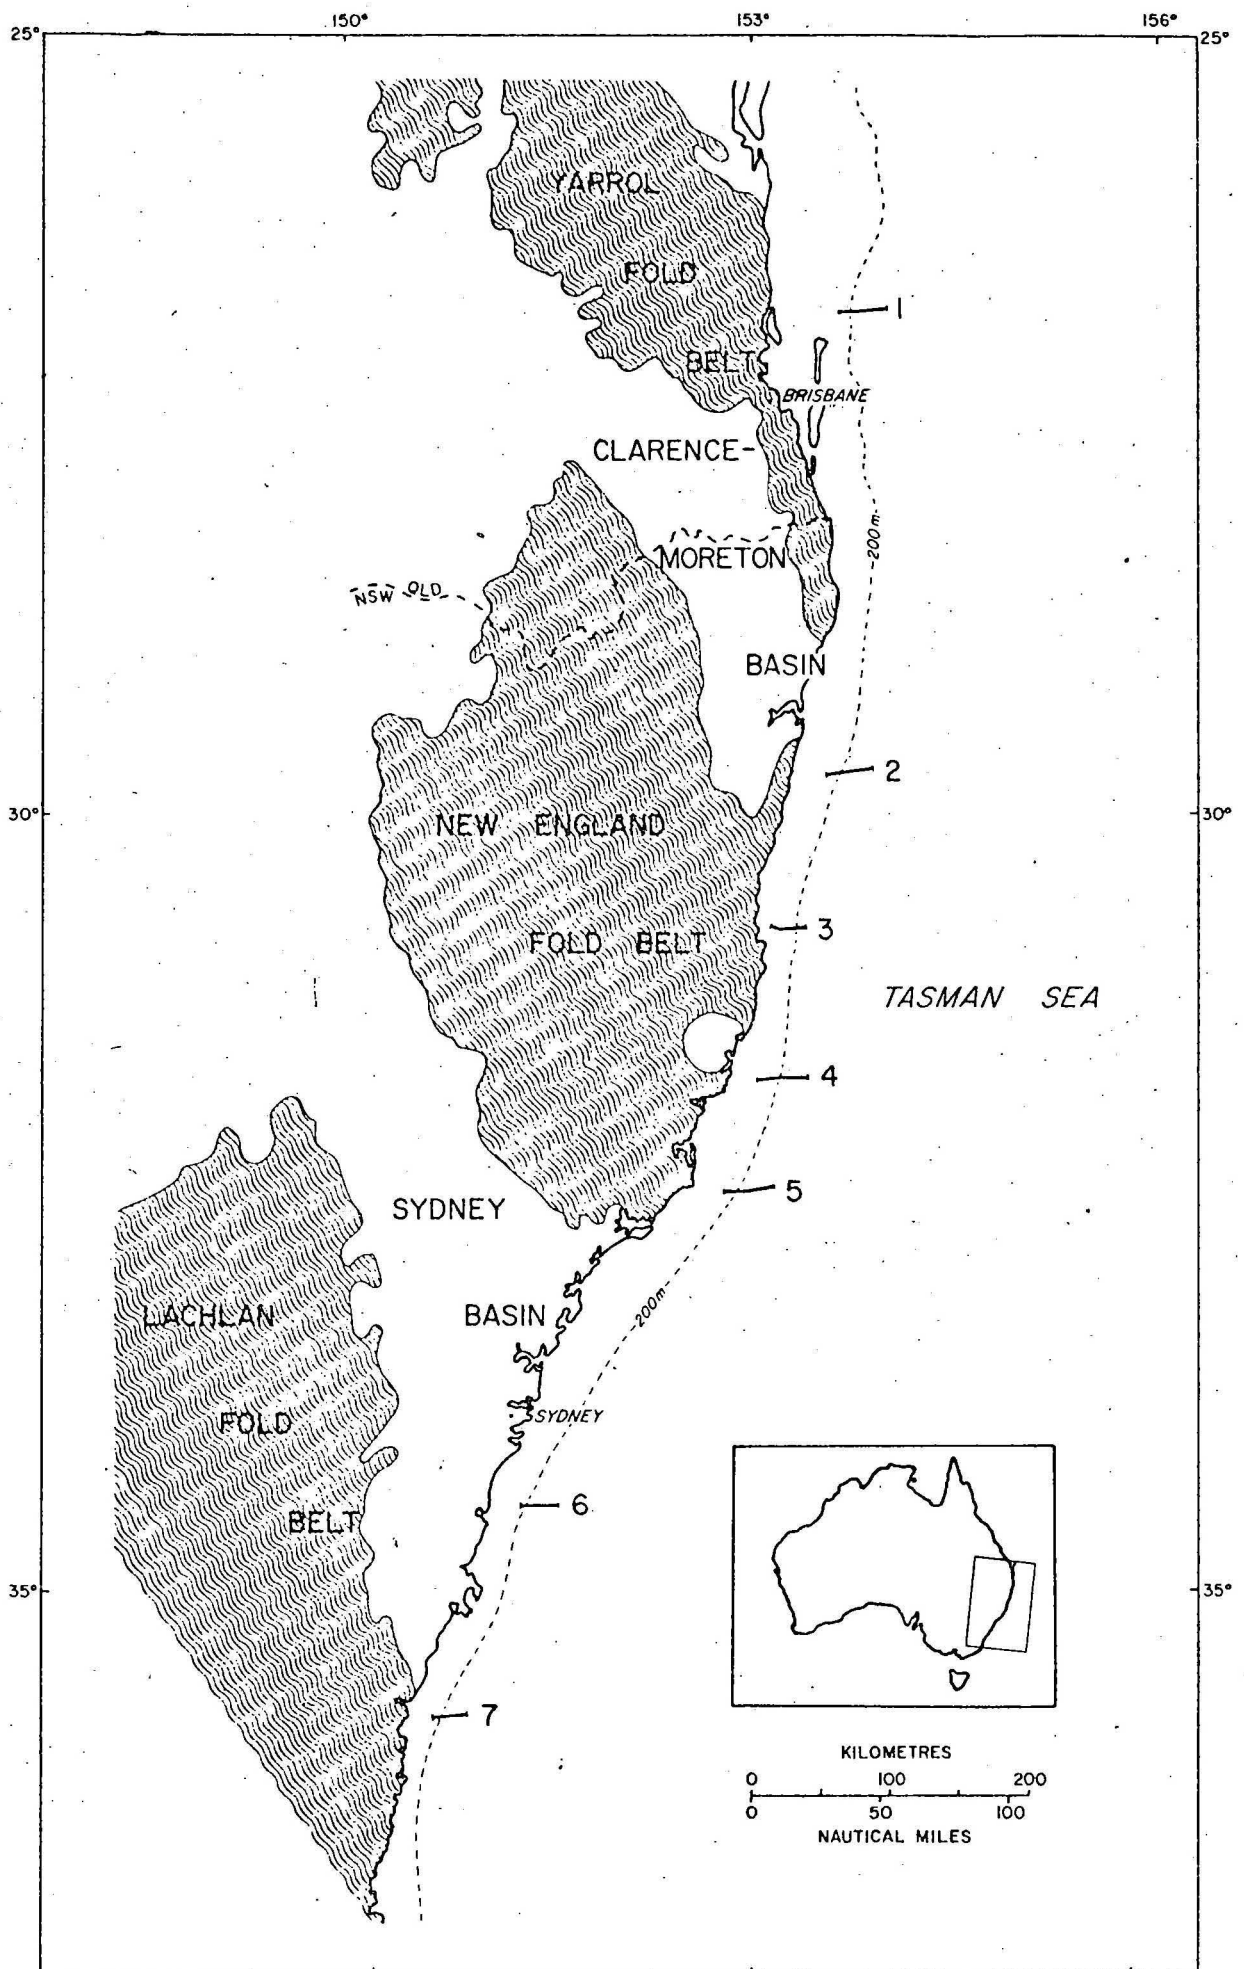 150° 153° 156°
25° 25°
YARROL
FOLD
1
BELT
BRISBANE
CLARENCE-
200m
MORETON
NSW QLD
BASIN
2
30° 30°
NEW ENGLAND
3
FOLD BELT
TASMAN SEA
4
5
SYDNEY
200m
LACHLAN
BASIN
SYDNEY
FOLD
6
BELT
35° 35°
7
KILOMETRES
0 100 200
0 50 100
NAUTICAL MILES